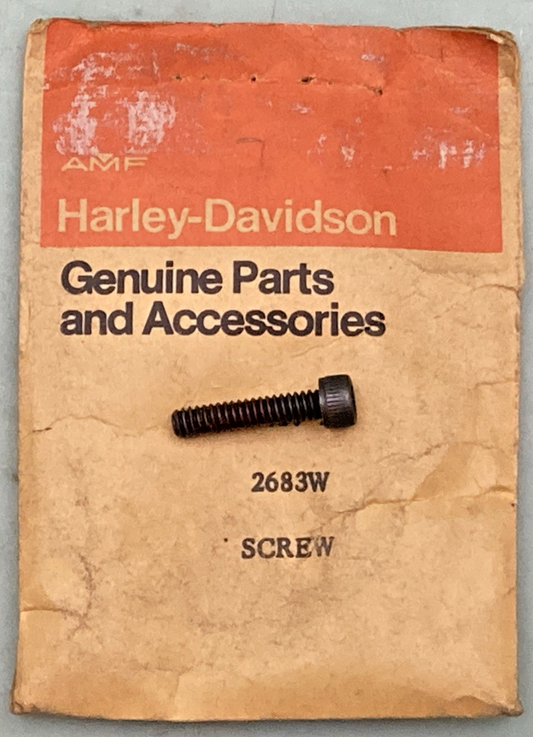 AMF
Harley-Davidson
Genuine Parts
and Accessories
2683W
SCREW